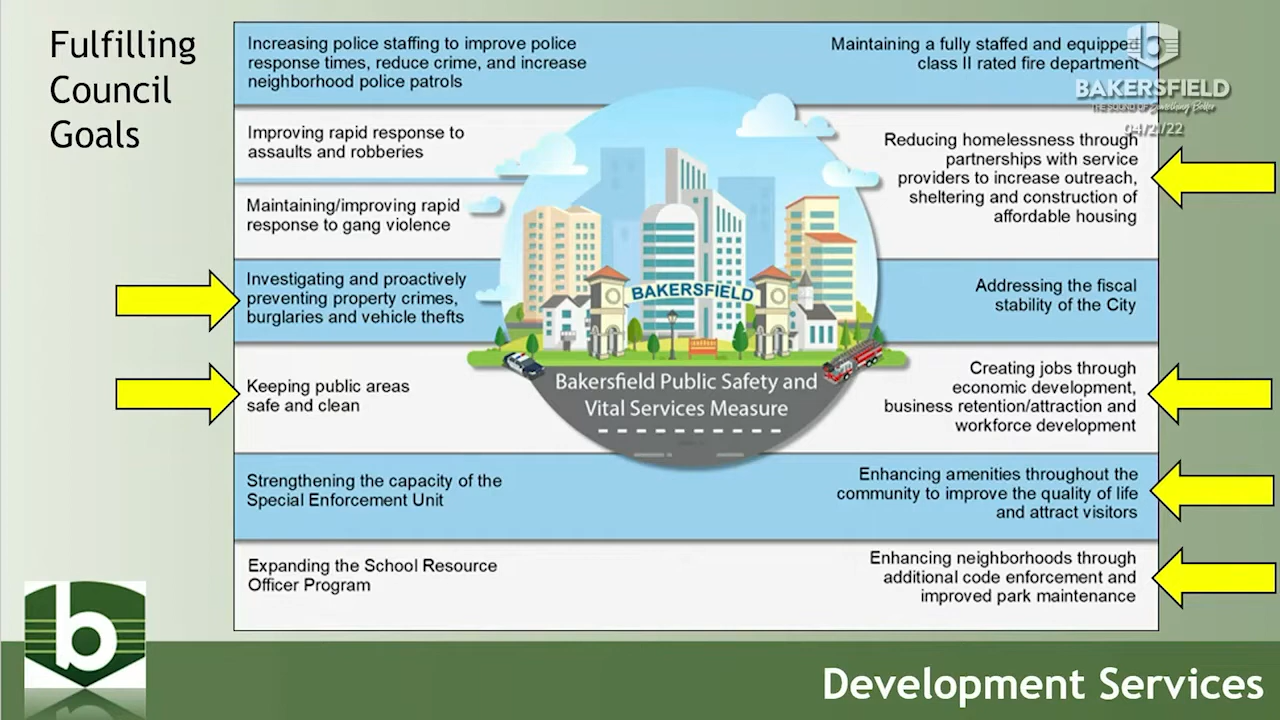 Fulfilling
Council
Goals
Increasing police staffing to improve police
response times, reduce crime, and increase
neighborhood police patrols
Improving rapid response to
assaults and robberies
Maintaining/improving rapid
response to gang violence
Investigating and proactively
preventing property crimes,
burglaries and vehicle thefts
Keeping public areas
safe and clean
Strengthening the capacity of the
Special Enforcement Unit
Expanding the School Resource
Officer Program
BAKERSFIELD
Bakersfield Public Safety and
Vital Services Measure
Maintaining a fully staffed and equipped
class II rated fire department
b
BAKERSFIELD
THE SOUND OF Something Better
04/21/22
Reducing homelessness through
partnerships with service
providers to increase outreach,
sheltering and construction of
affordable housing
Addressing the fiscal
stability of the City
Creating jobs through
economic development,
business retention/attraction and
workforce development
Enhancing amenities throughout the
community to improve the quality of life
and attract visitors
Enhancing neighborhoods through
additional code enforcement and
improved park maintenance
b
Development Services